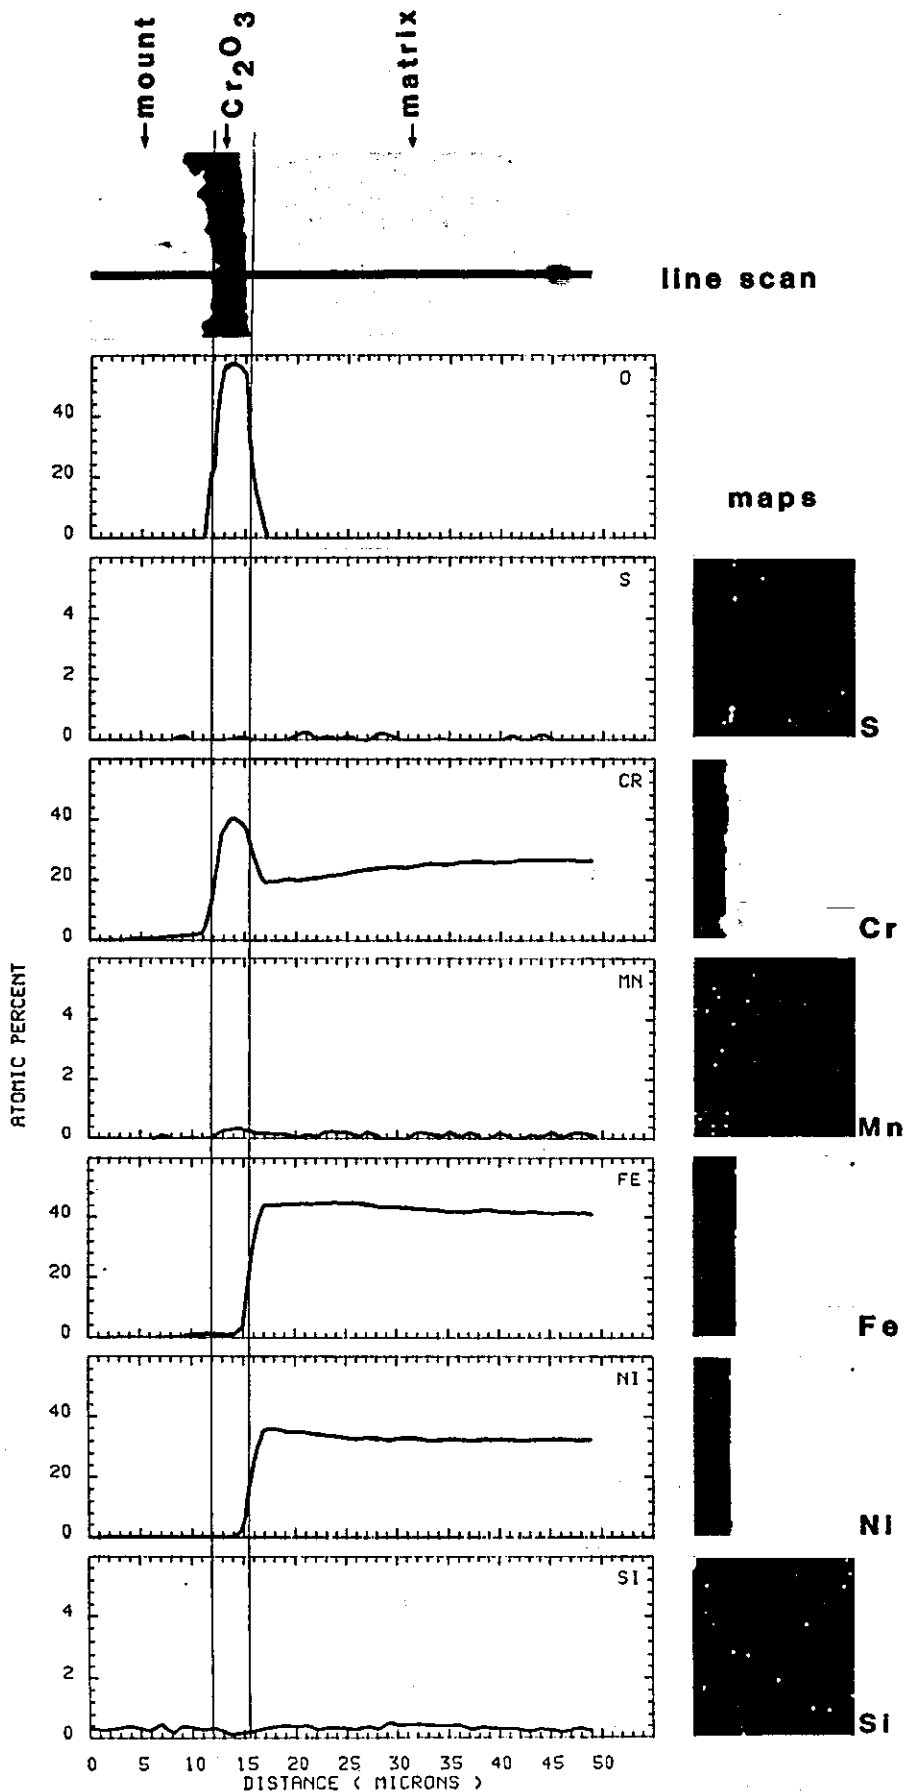 ←mount
←Cr2O3
←matrix
line scan
O
40
20
0
maps
S
4
2
0
S
CR
40
20
0
Cr
MN
4
2
0
Mn
FE
40
20
0
Fe
NI
40
20
0
NI
SI
4
2
0
Si
ATOMIC PERCENT
0 5 10 15 20 25 30 35 40 45 50
DISTANCE ( MICRONS )